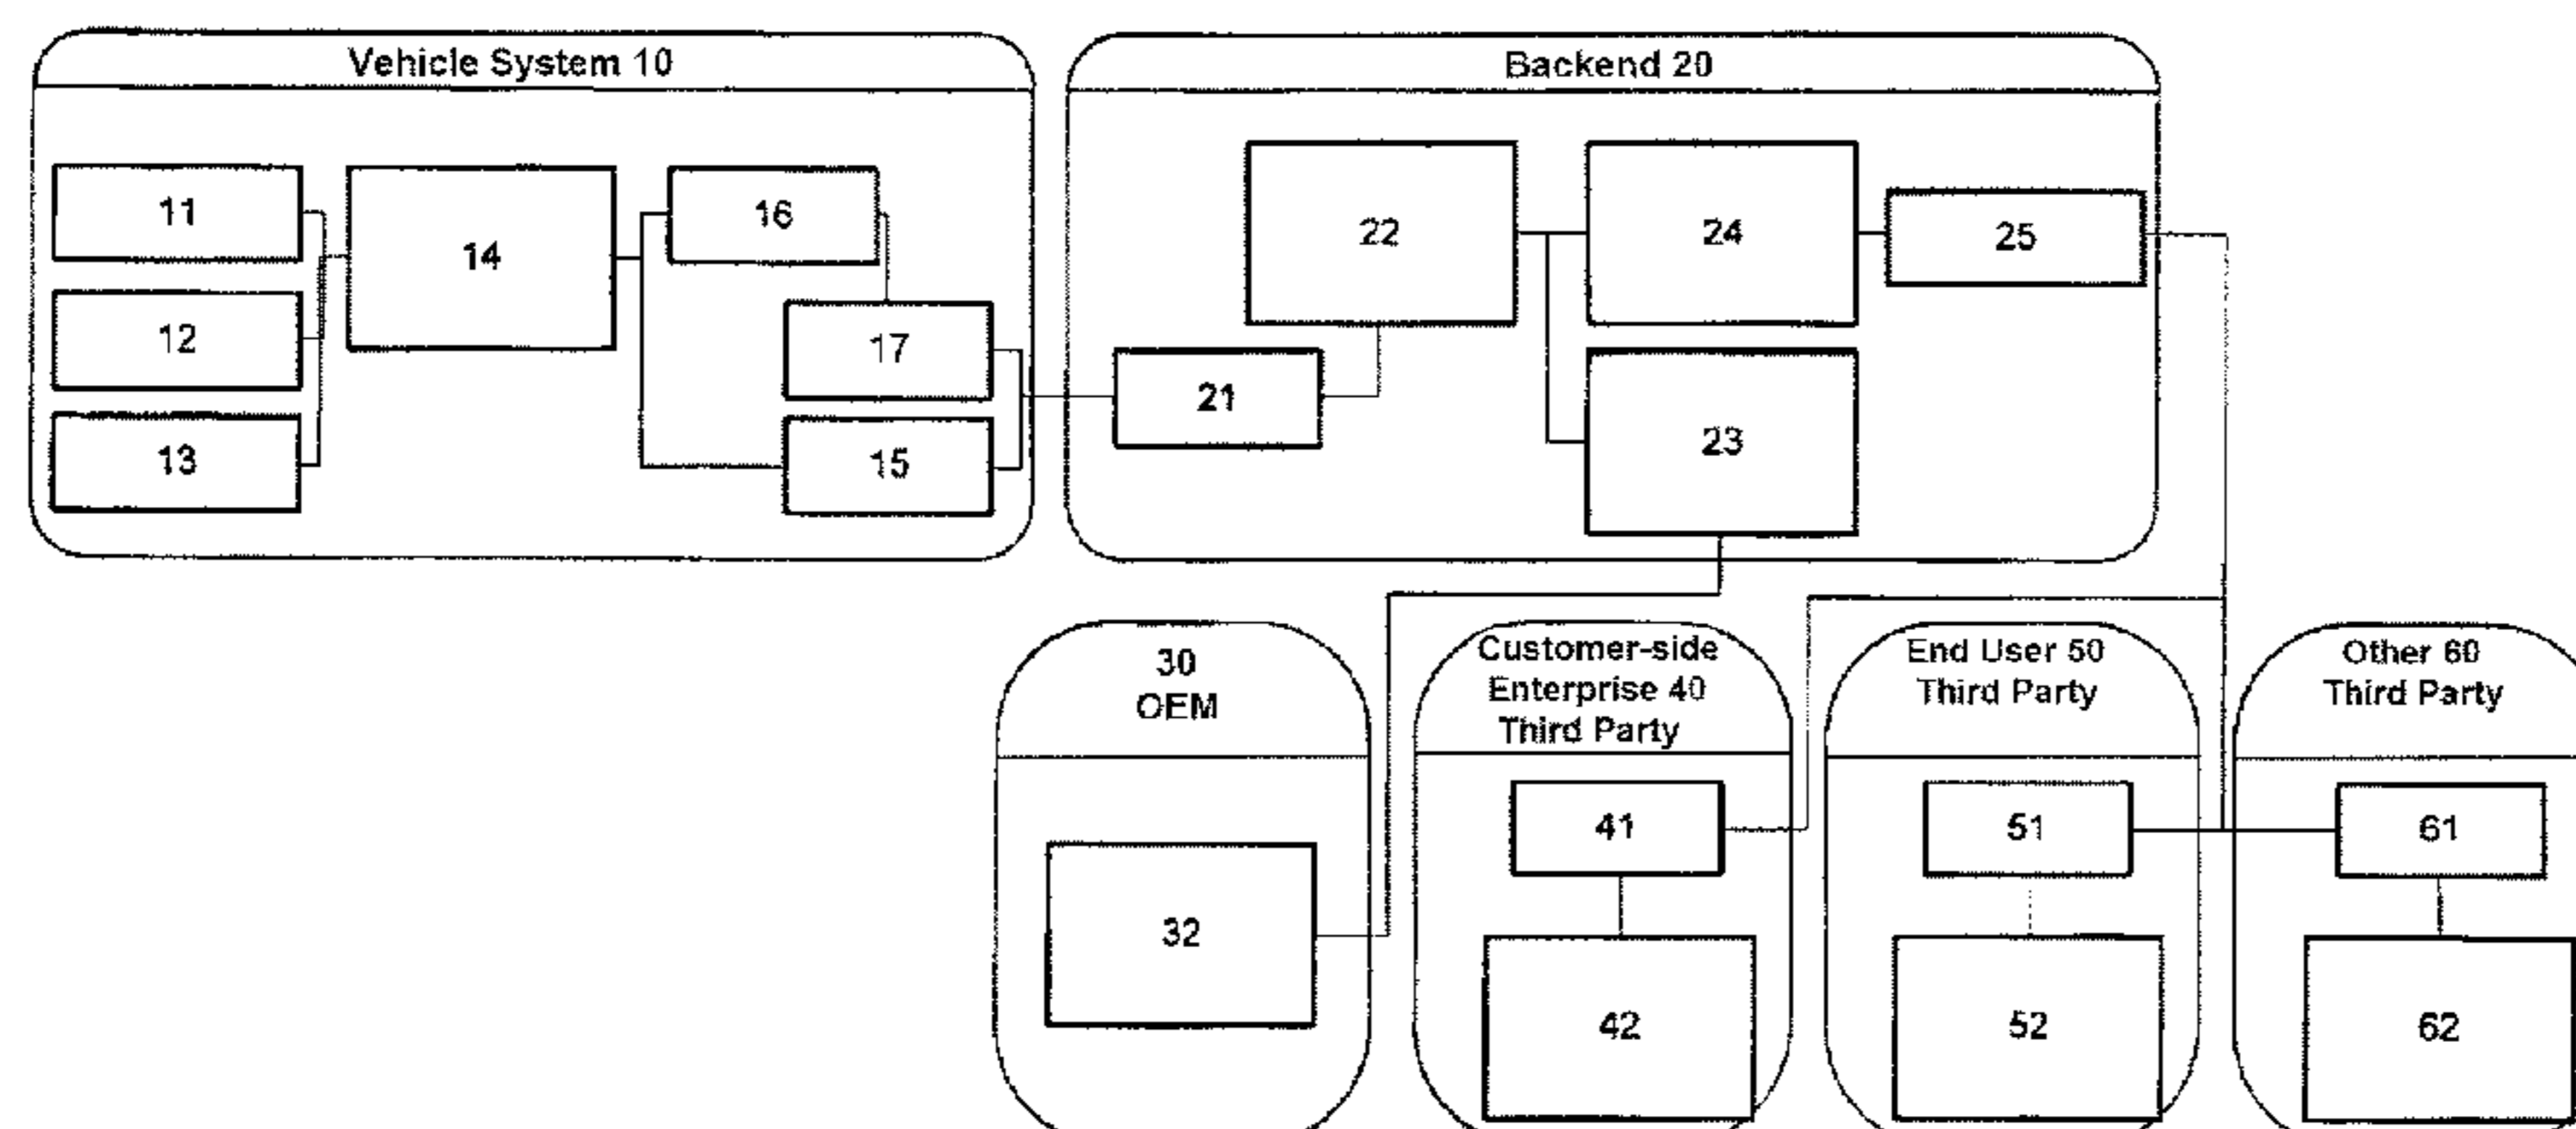 Vehicle System 10
Backend 20
11
12
13
14
16
17
15
21
22
24
23
25
30
OEM
32
Customer-side
Enterprise 40
Third Party
41
42
End User 50
Third Party
51
52
Other 60
Third Party
61
62